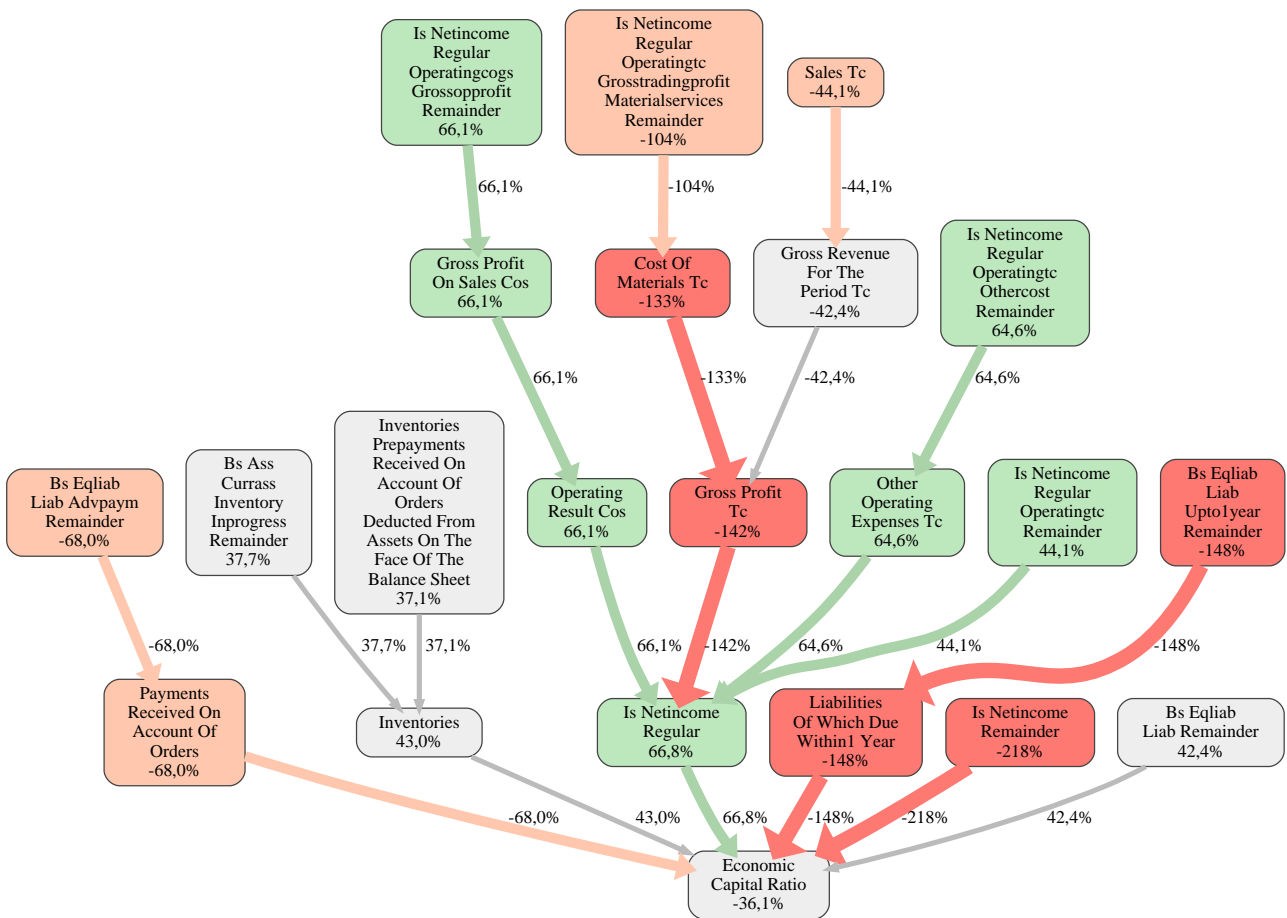 Is Netincome
Regular
Operatingcogs
Grossopprofit
Remainder
66,1%
Is Netincome
Regular
Operatingtc
Grosstradingprofit
Materialservices
Remainder
-104%
Sales Tc
-44,1%
66,1%
-104%
-44,1%
Gross Profit
On Sales Cos
66,1%
Cost Of
Materials Tc
-133%
Gross Revenue
For The
Period Tc
-42,4%
Is Netincome
Regular
Operatingtc
Othercost
Remainder
64,6%
66,1%
-133%
-42,4%
64,6%
Bs Eqliab
Liab Advpaym
Remainder
-68,0%
Bs Ass
Currass
Inventory
Inprogress
Remainder
37,7%
Inventories
Prepayments
Received On
Account Of
Orders
Deducted From
Assets On The
Face Of The
Balance Sheet
37,1%
Operating
Result Cos
66,1%
Gross Profit
Tc
-142%
Other
Operating
Expenses Tc
64,6%
Is Netincome
Regular
Operatingtc
Remainder
44,1%
Bs Eqliab
Liab
Upto1year
Remainder
-148%
-68,0%
37,7%
37,1%
66,1%
-142%
64,6%
44,1%
-148%
Payments
Received On
Account Of
Orders
-68,0%
Inventories
43,0%
Is Netincome
Regular
66,8%
Liabilities
Of Which Due
Within1 Year
-148%
Is Netincome
Remainder
-218%
Bs Eqliab
Liab Remainder
42,4%
-68,0%
43,0%
66,8%
-148%
-218%
42,4%
Economic
Capital Ratio
-36,1%